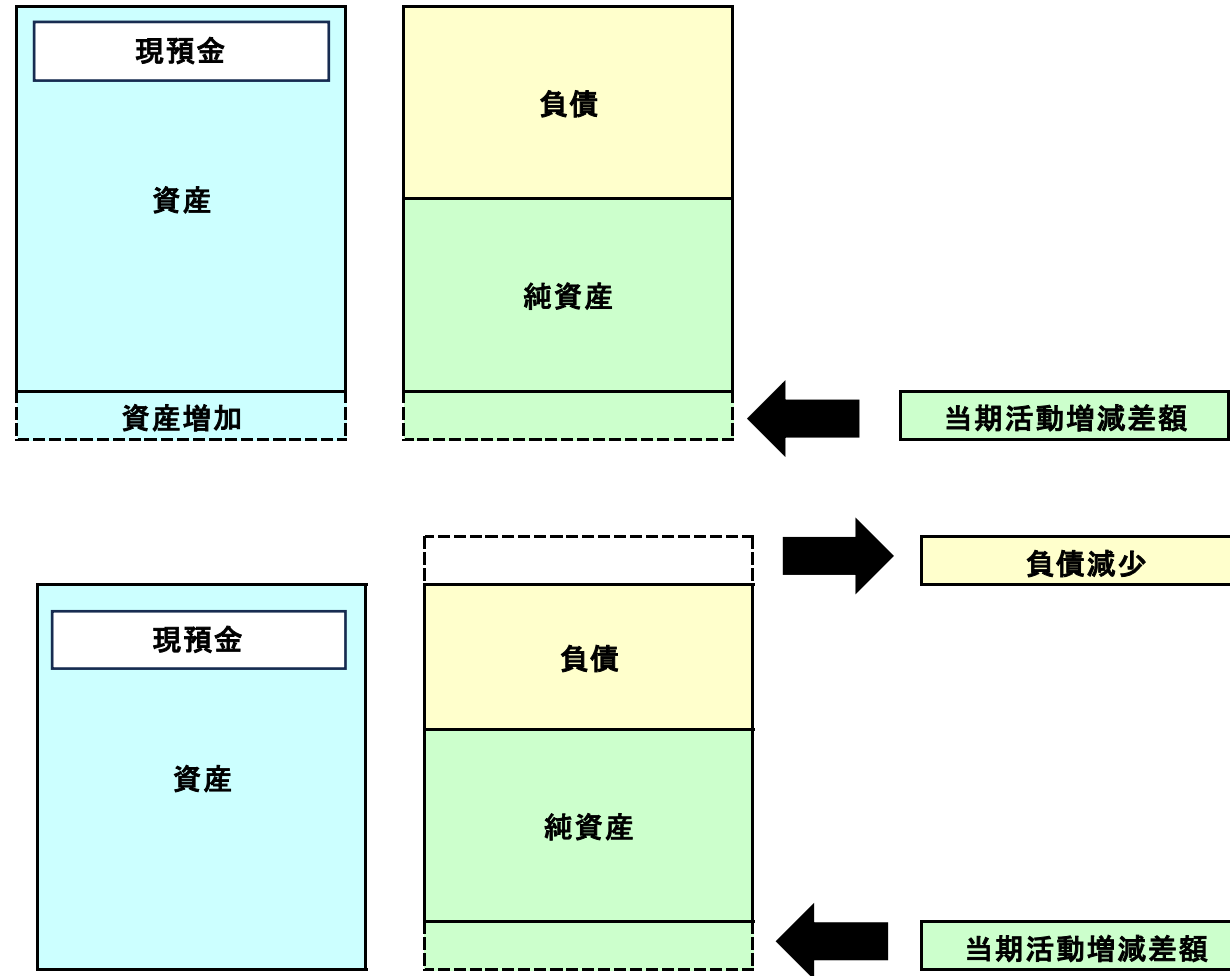 現預金
負債
資産
純資産
資産増加
当期活動増減差額
負債減少
現預金
負債
資産
純資産
当期活動増減差額